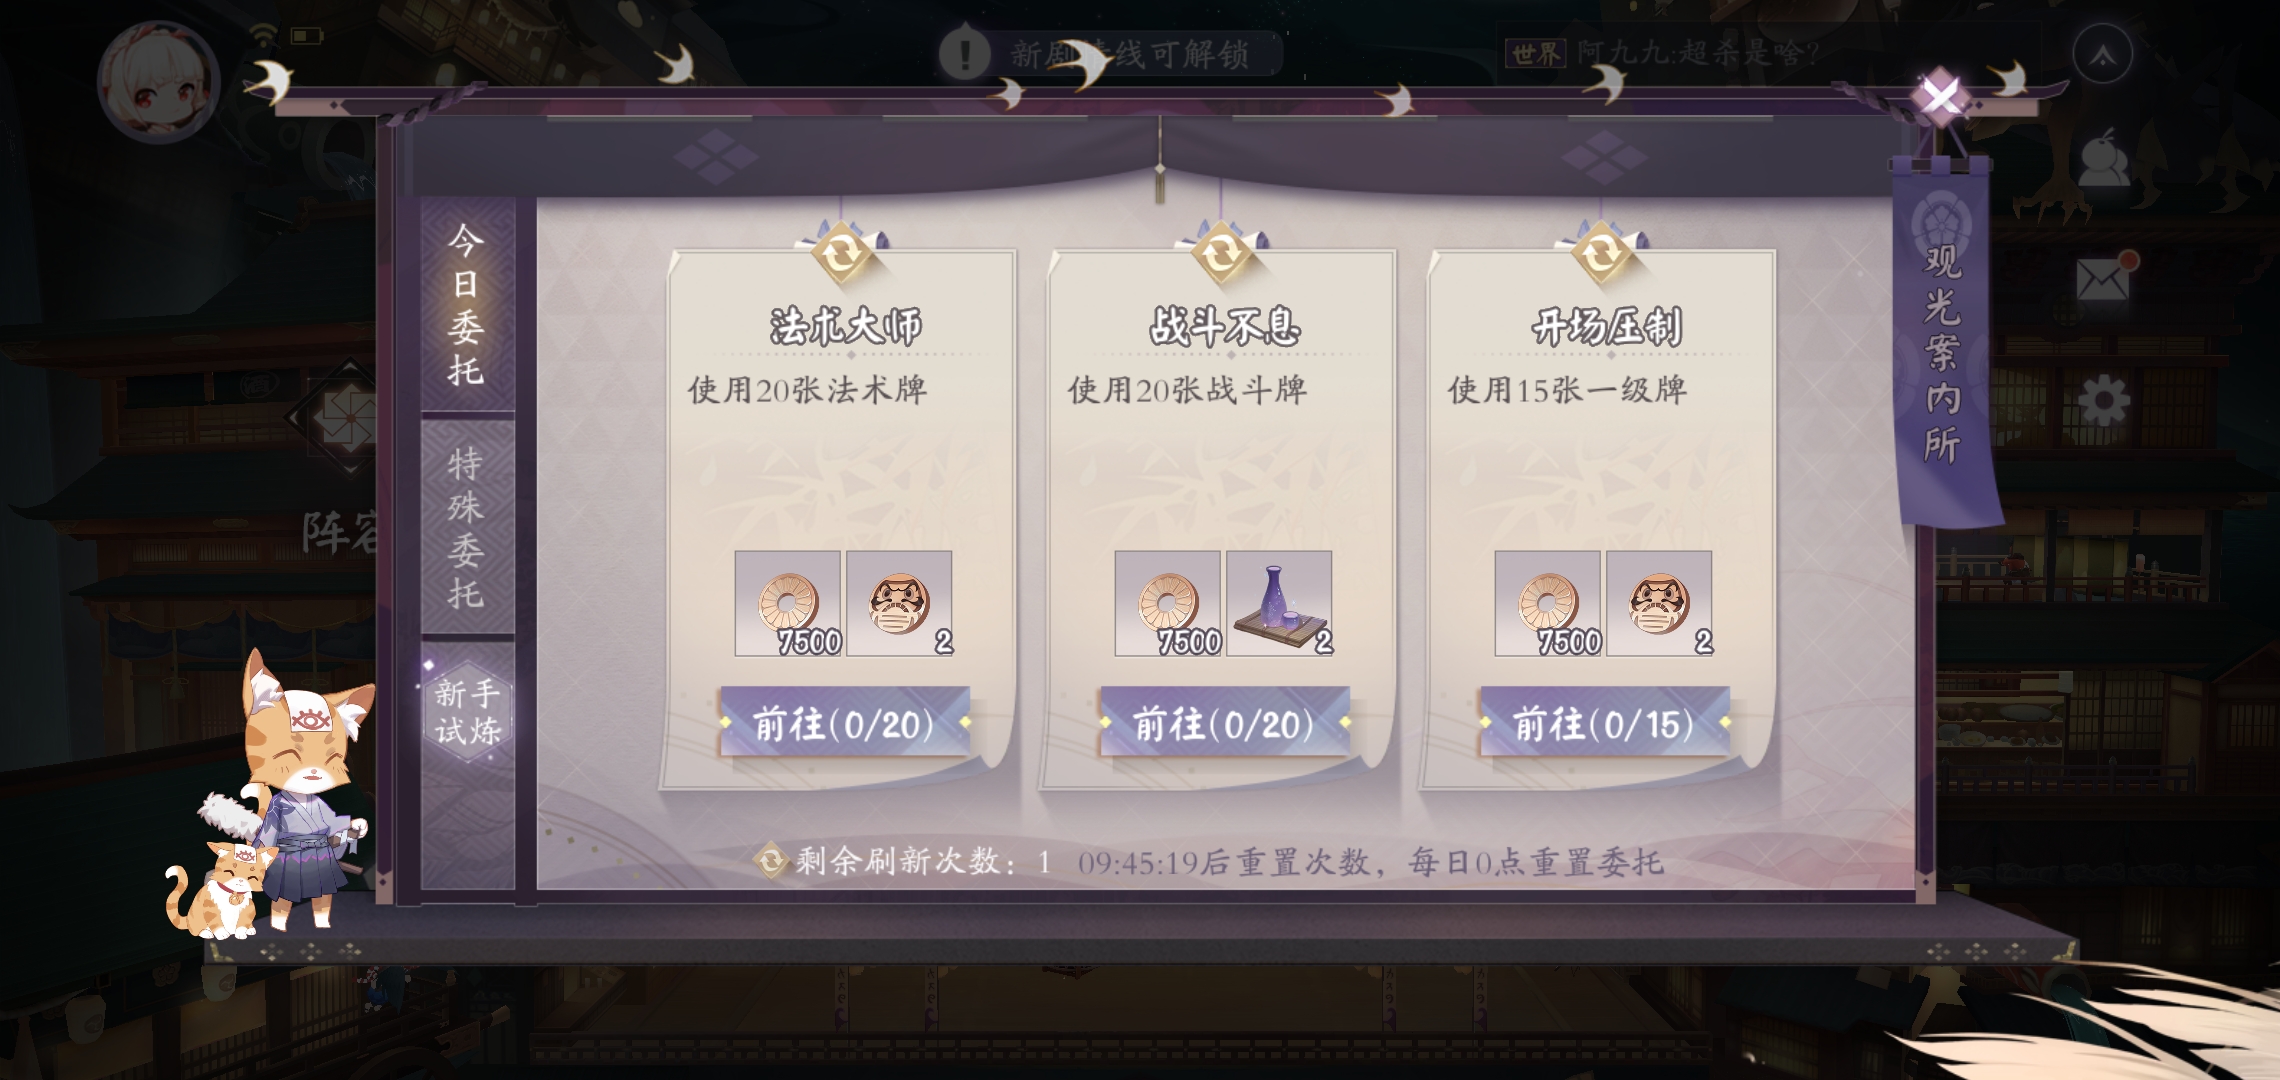 新剧情线可解锁
世界 阿九九:超杀是啥?
今日委托
特殊委托
新手
试炼
阵容
观光案内所
法术大师
使用20张法术牌
7500
2
前往(0/20)
战斗不息
使用20张战斗牌
7500
2
前往(0/20)
开场压制
使用15张一级牌
7500
2
前往(0/15)
剩余刷新次数：1 09:45:19后重置次数，每日0点重置委托